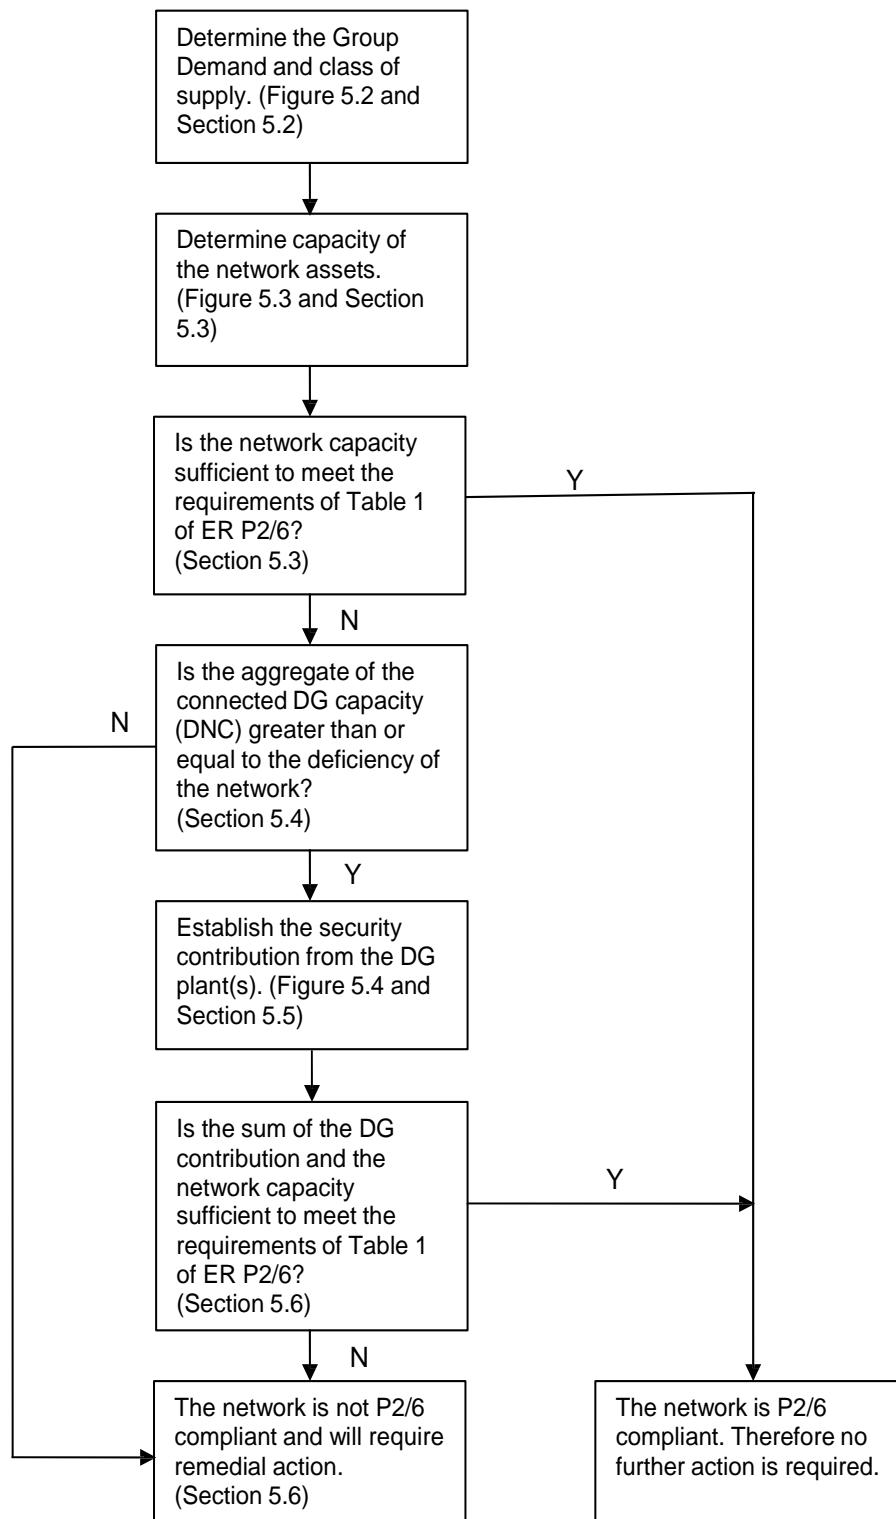 Determine the Group
Demand and class of
supply. (Figure 5.2 and
Section 5.2)
Determine capacity of
the network assets.
(Figure 5.3 and Section
5.3)
Is the network capacity
sufficient to meet the
requirements of Table 1
of ER P2/6?
(Section 5.3)
Y
N
Is the aggregate of the
connected DG capacity
(DNC) greater than or
equal to the deficiency of
the network?
(Section 5.4)
N
Y
Establish the security
contribution from the DG
plant(s). (Figure 5.4 and
Section 5.5)
Is the sum of the DG
contribution and the
network capacity
sufficient to meet the
requirements of Table 1
of ER P2/6?
(Section 5.6)
Y
N
The network is not P2/6
compliant and will require
remedial action.
(Section 5.6)
The network is P2/6
compliant. Therefore no
further action is required.